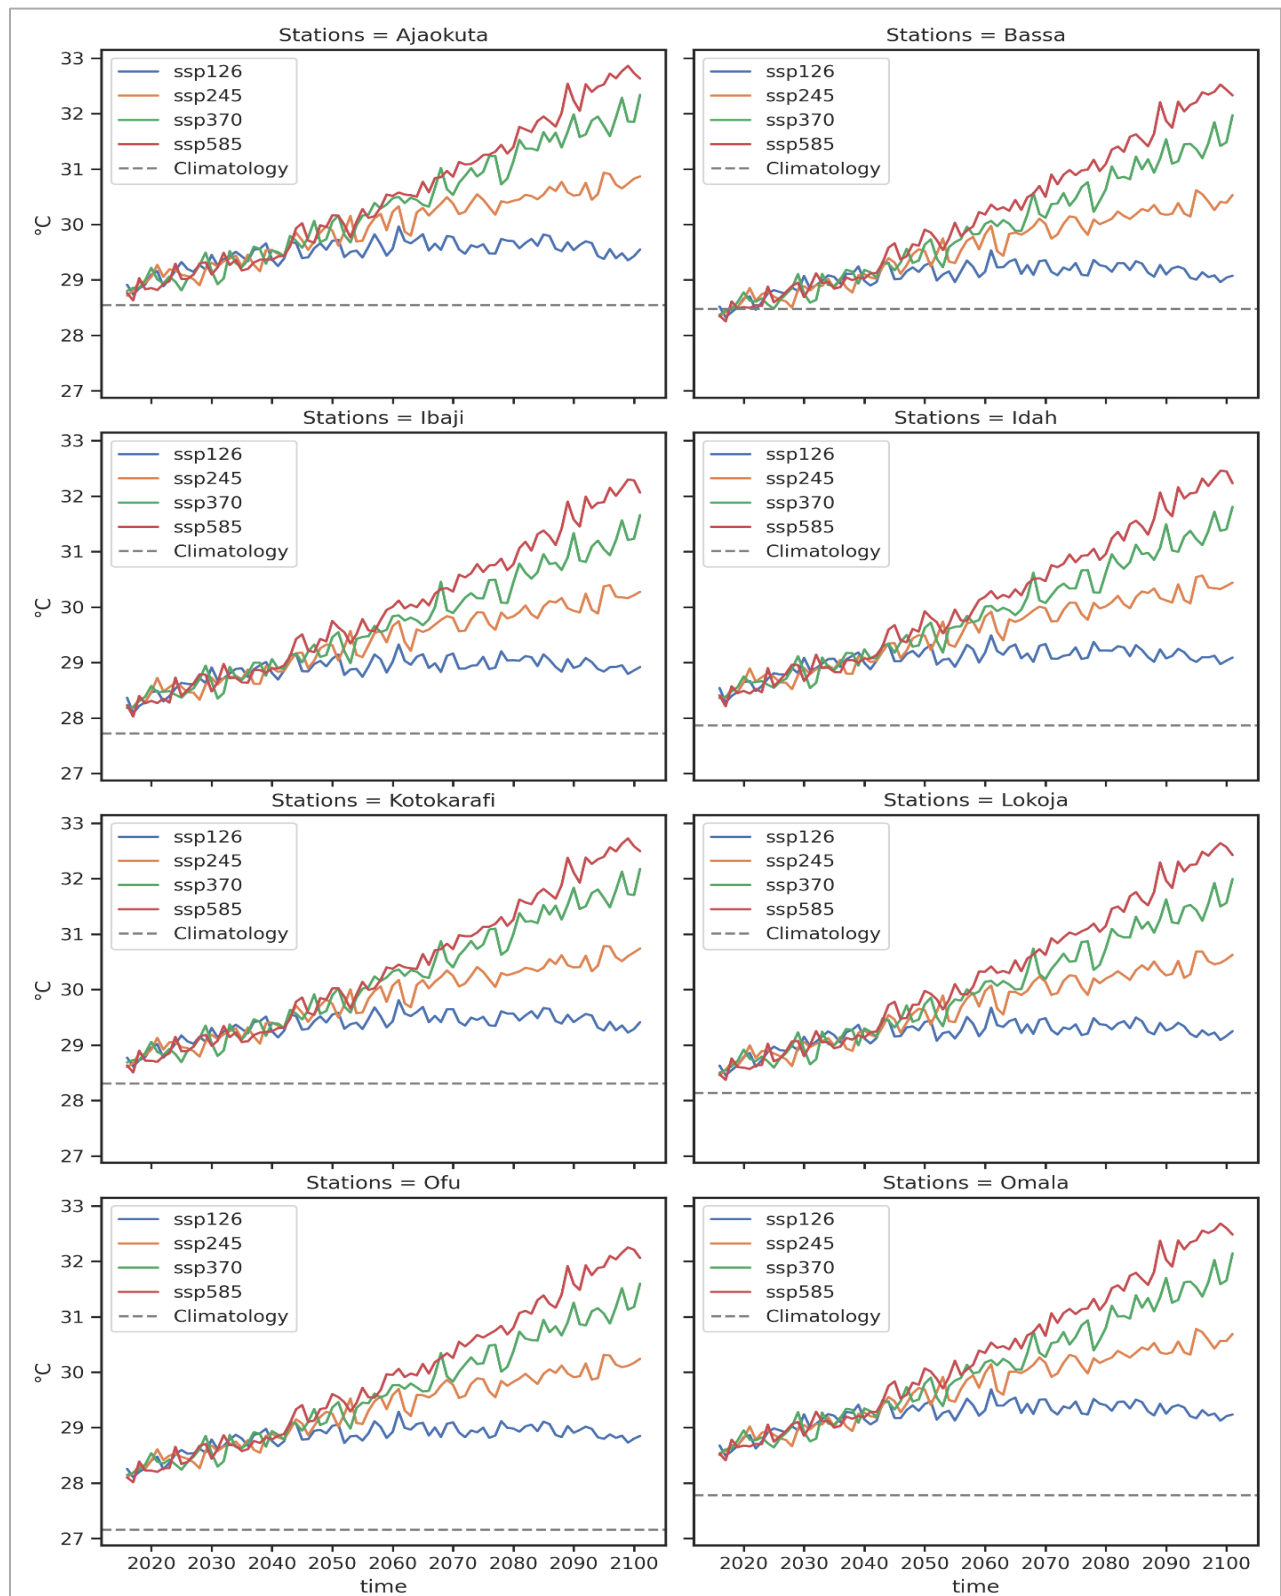 Stations = Ajaokuta
Stations = Bassa
33
32
31
30
29
28
27
°C
ssp126
ssp245
ssp370
ssp585
Climatology
ssp126
ssp245
ssp370
ssp585
Climatology
Stations = Ibaji
Stations = Idah
33
32
31
30
29
28
27
°C
ssp126
ssp245
ssp370
ssp585
Climatology
ssp126
ssp245
ssp370
ssp585
Climatology
Stations = Kotokarafi
Stations = Lokoja
33
32
31
30
29
28
27
°C
ssp126
ssp245
ssp370
ssp585
Climatology
ssp126
ssp245
ssp370
ssp585
Climatology
Stations = Ofu
Stations = Omala
33
32
31
30
29
28
27
°C
ssp126
ssp245
ssp370
ssp585
Climatology
ssp126
ssp245
ssp370
ssp585
Climatology
2020 2030 2040 2050 2060 2070 2080 2090 2100
time
2020 2030 2040 2050 2060 2070 2080 2090 2100
time